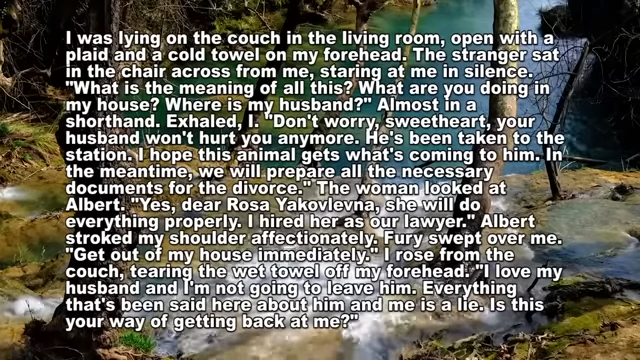 I was lying on the couch in the living room, open with a
plaid and a cold towel on my forehead. The stranger sat
in the chair across from me, staring at me in silence.
"What is the meaning of all this? What are you doing in
my house? Where is my husband?" Almost in a
shorthand. Exhaled, I. "Don't worry, sweetheart, your
husband won't hurt you anymore. He's been taken to the
station. I hope this animal gets what's coming to him. In
the meantime, we will prepare all the necessary
documents for the divorce." The woman looked at
Albert. "Yes, dear Rosa Yakovlevna, she will do
everything properly. I hired her as our lawyer." Albert
stroked my shoulder affectionately. Fury swept over me.
"Get out of my house immediately." I rose from the
couch, tearing the wet towel off my forehead. "I love my
husband and I'm not going to leave him. Everything
that's been said here about him and me is a lie. Is this
your way of getting back at me?"